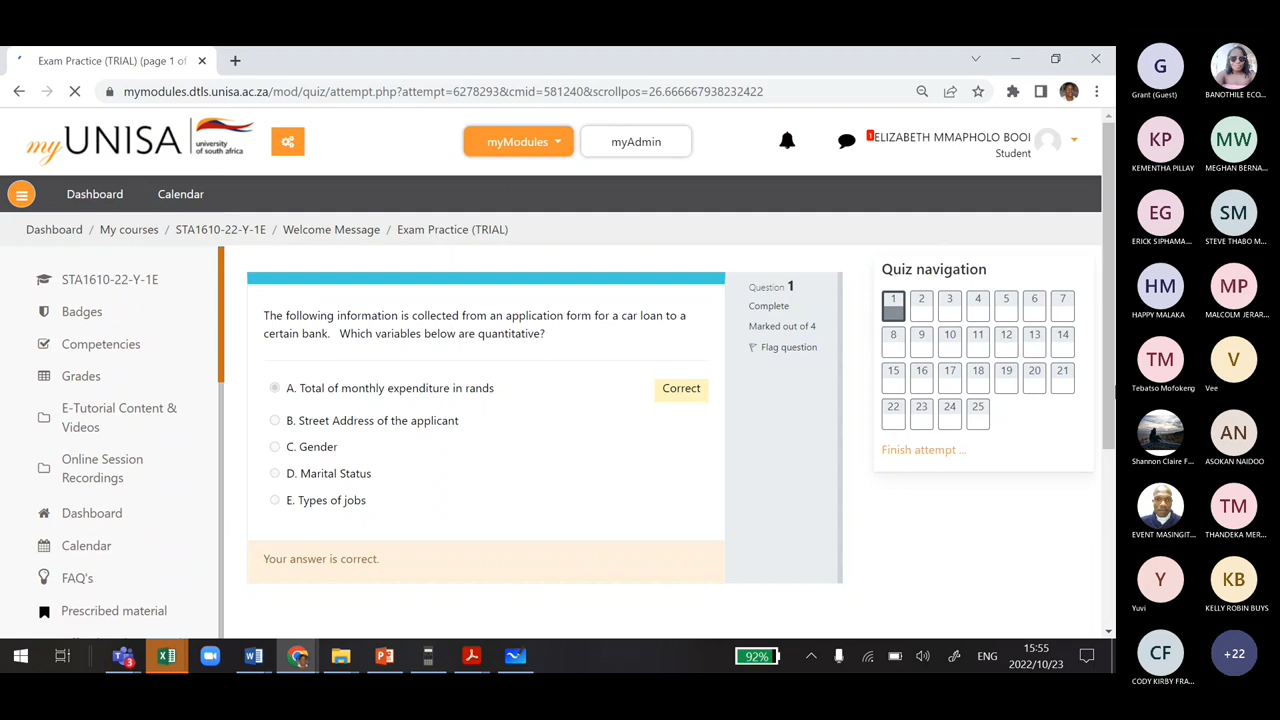 Exam Practice (TRIAL) (page 1 of
mymodules.dtls.unisa.ac.za/mod/quiz/attempt.php?attempt=6278293&cmid=581240&scrollpos=26.666667938232422
myUNISA
university
of south africa
myModules
myAdmin
1
ELIZABETH MMAPHOLO BOOI
Student
Dashboard
Calendar
Dashboard / My courses / STA1610-22-Y-1E / Welcome Message / Exam Practice (TRIAL)
STA1610-22-Y-1E
Badges
Competencies
Grades
E-Tutorial Content &
Videos
Online Session
Recordings
Dashboard
Calendar
FAQ's
Prescribed material
The following information is collected from an application form for a car loan to a
certain bank. Which variables below are quantitative?
A. Total of monthly expenditure in rands
Correct
B. Street Address of the applicant
C. Gender
D. Marital Status
E. Types of jobs
Your answer is correct.
Question 1
Complete
Marked out of 4
Flag question
Quiz navigation
1 2 3 4 5 6 7
8 9 10 11 12 13 14
15 16 17 18 19 20 21
22 23 24 25
Finish attempt ...
3
92%
ENG
15:55
2022/10/23
G
Grant (Guest)
BANOTHILE ECO...
KP
KEMENTHA PILLAY
MW
MEGHAN BERNA...
EG
ERICK SIPHAMA...
SM
STEVE THABO M...
HM
HAPPY MALAKA
MP
MALCOLM JERAR...
TM
Tebatso Mofokeng
V
Vee
Shannon Claire F...
AN
ASOKAN NAIDOO
EVENT MASINGIT...
TM
THANDEKA MER...
Y
Yuvi
KB
KELLY ROBIN BUYS
CF
CODY KIRBY FRA...
+22